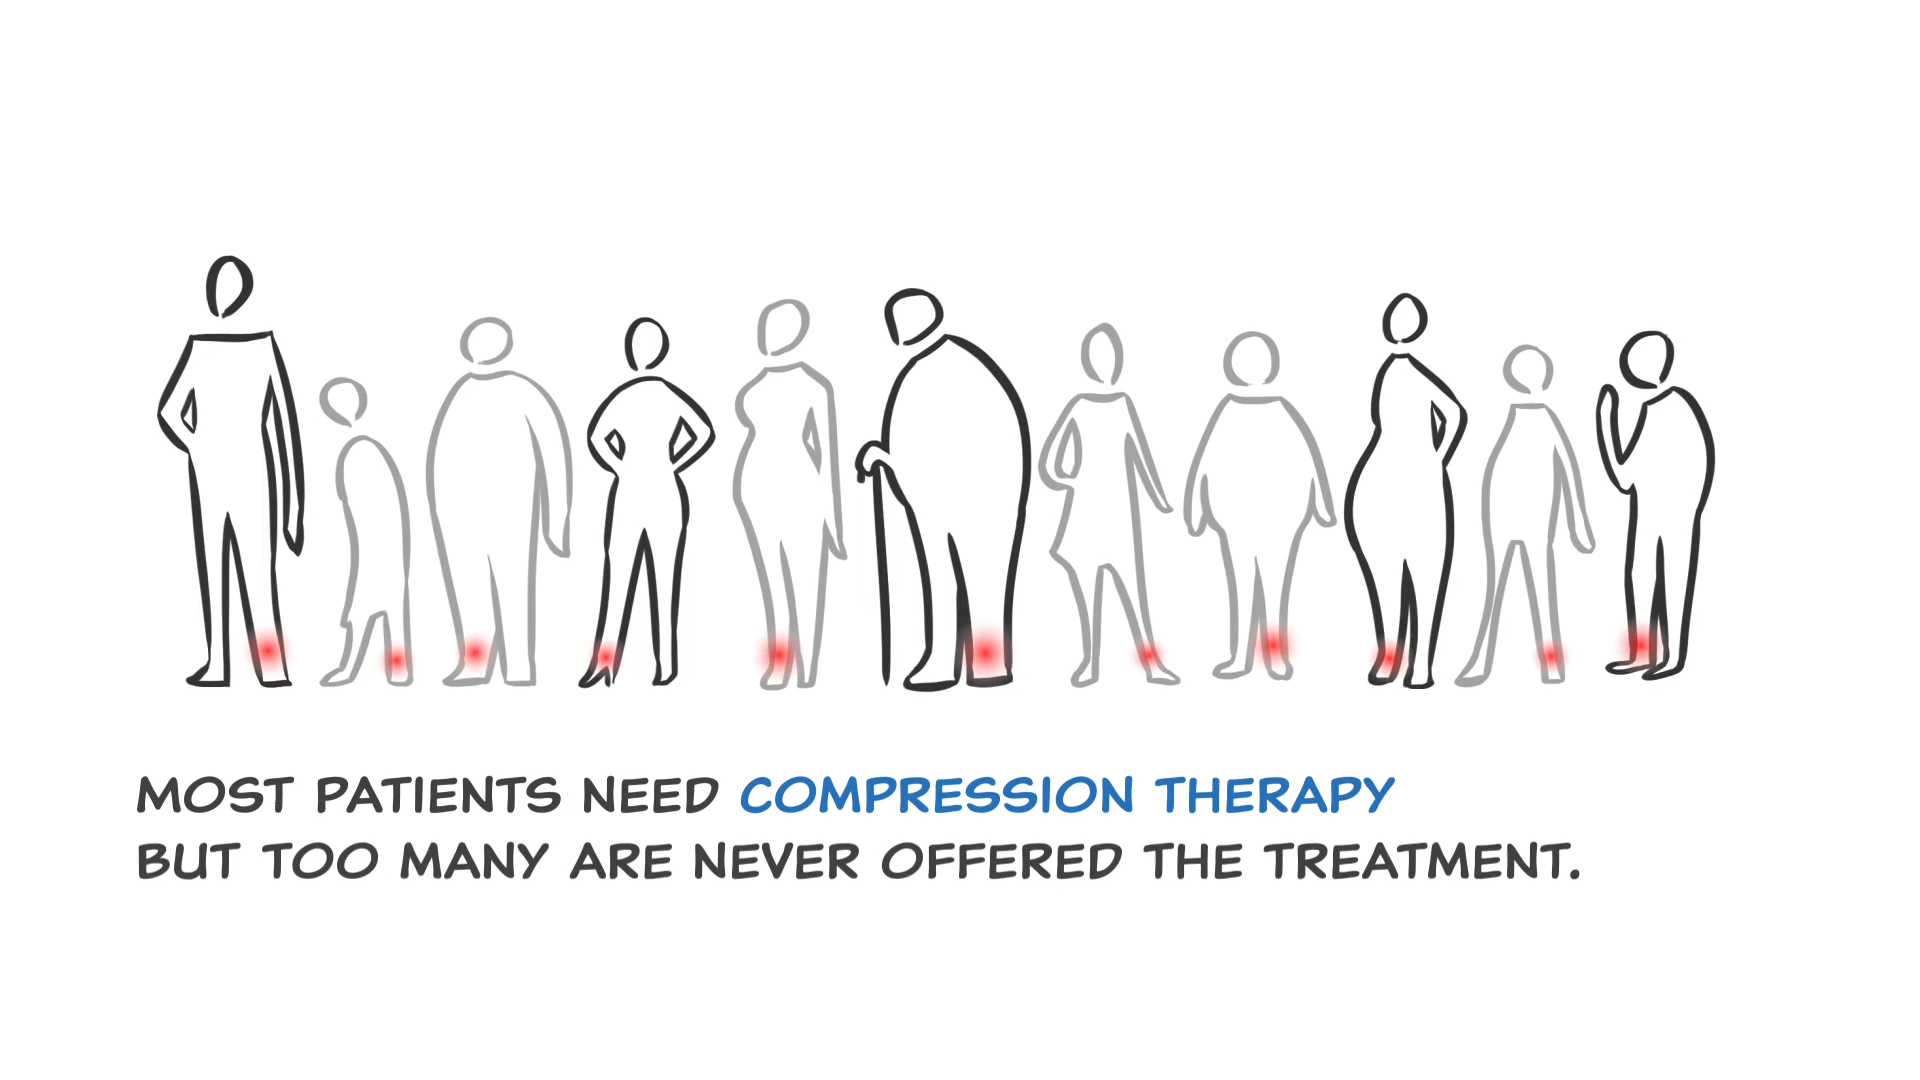 MOST PATIENTS NEED COMPRESSION THERAPY
BUT TOO MANY ARE NEVER OFFERED THE TREATMENT.